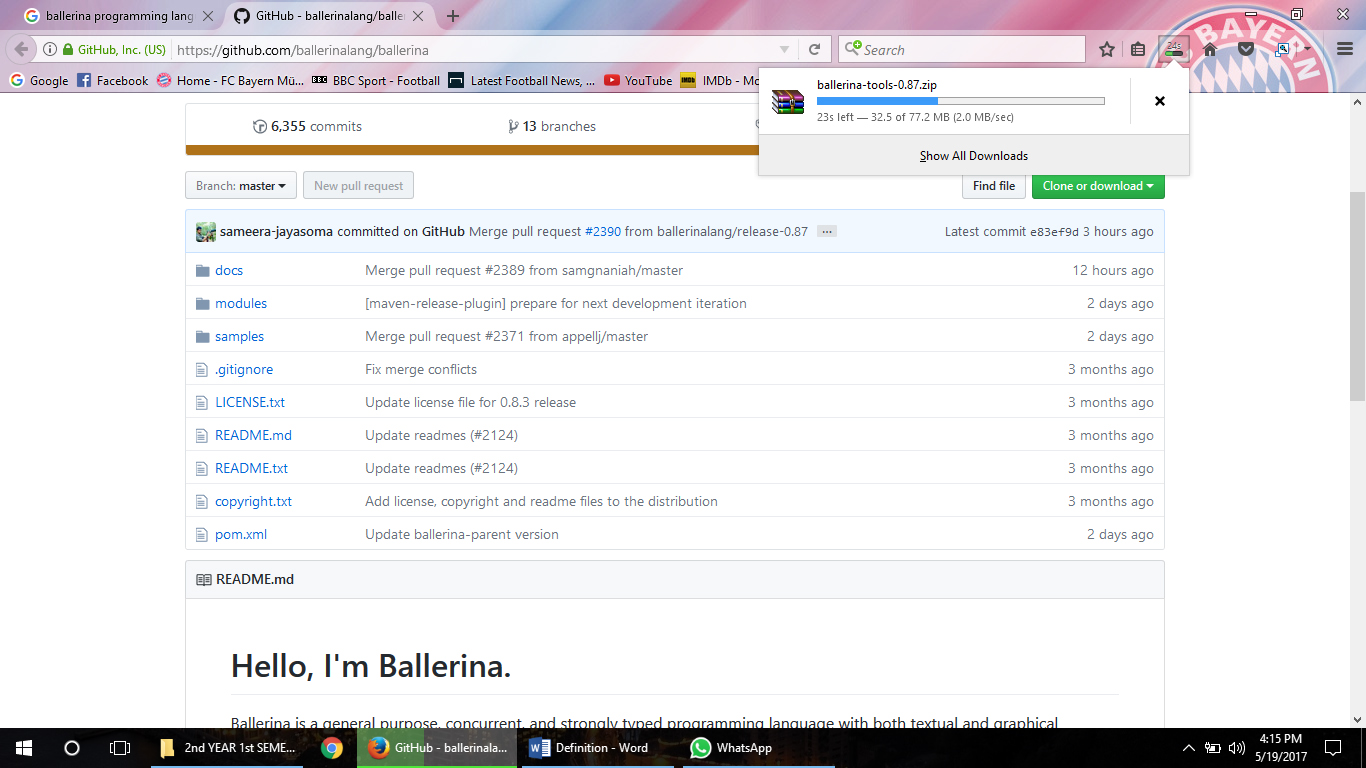 ballerina programming lang
GitHub - ballerinalang/baller
GitHub, Inc. (US)
https://github.com/ballerinalang/ballerina
Search
24s
BAYERN
Google
Facebook
Home - FC Bayern Mü...
BBC
BBC Sport - Football
Latest Football News, ...
YouTube
IMDb
IMDb - Mo
ballerina-tools-0.87.zip
23s left — 32.5 of 77.2 MB (2.0 MB/sec)
Show All Downloads
6,355 commits
13 branches
Branch: master
New pull request
Find file
Clone or download
sameera-jayasoma committed on GitHub Merge pull request #2390 from ballerinalang/release-0.87 ...
Latest commit e83ef9d 3 hours ago
docs Merge pull request #2389 from samgnaniah/master 12 hours ago
modules [maven-release-plugin] prepare for next development iteration 2 days ago
samples Merge pull request #2371 from appellj/master 2 days ago
.gitignore Fix merge conflicts 3 months ago
LICENSE.txt Update license file for 0.8.3 release 3 months ago
README.md Update readmes (#2124) 3 months ago
README.txt Update readmes (#2124) 3 months ago
copyright.txt Add license, copyright and readme files to the distribution 3 months ago
pom.xml Update ballerina-parent version 2 days ago
README.md
Hello, I'm Ballerina.
Ballerina is a general purpose, concurrent, and strongly typed programming language with both textual and graphical
2nd YEAR 1st SEME...
GitHub - ballerinala...
Definition - Word
WhatsApp
4:15 PM
5/19/2017